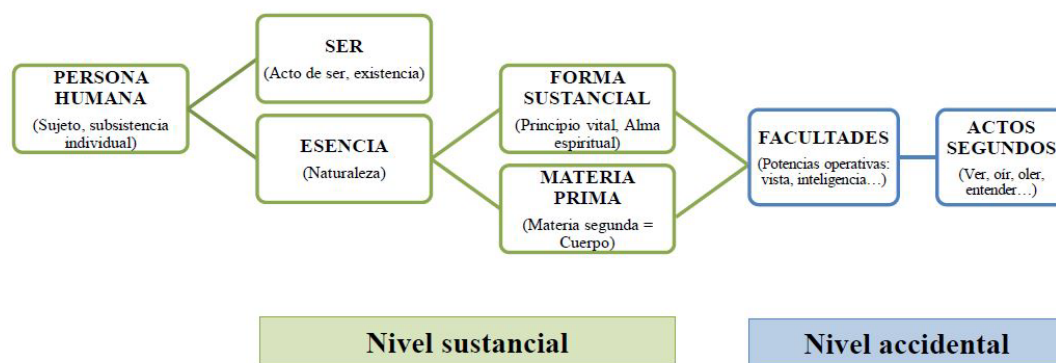 PERSONA
HUMANA
(Sujeto, subsistencia
individual)
SER
(Acto de ser, existencia)
ESENCIA
(Naturaleza)
FORMA
SUSTANCIAL
(Principio vital, Alma
espiritual)
MATERIA
PRIMA
(Materia segunda =
Cuerpo)
FACULTADES
(Potencias operativas:
vista, inteligencia…)
ACTOS
SEGUNDOS
(Ver, oír, oler,
entender…)
Nivel sustancial
Nivel accidental